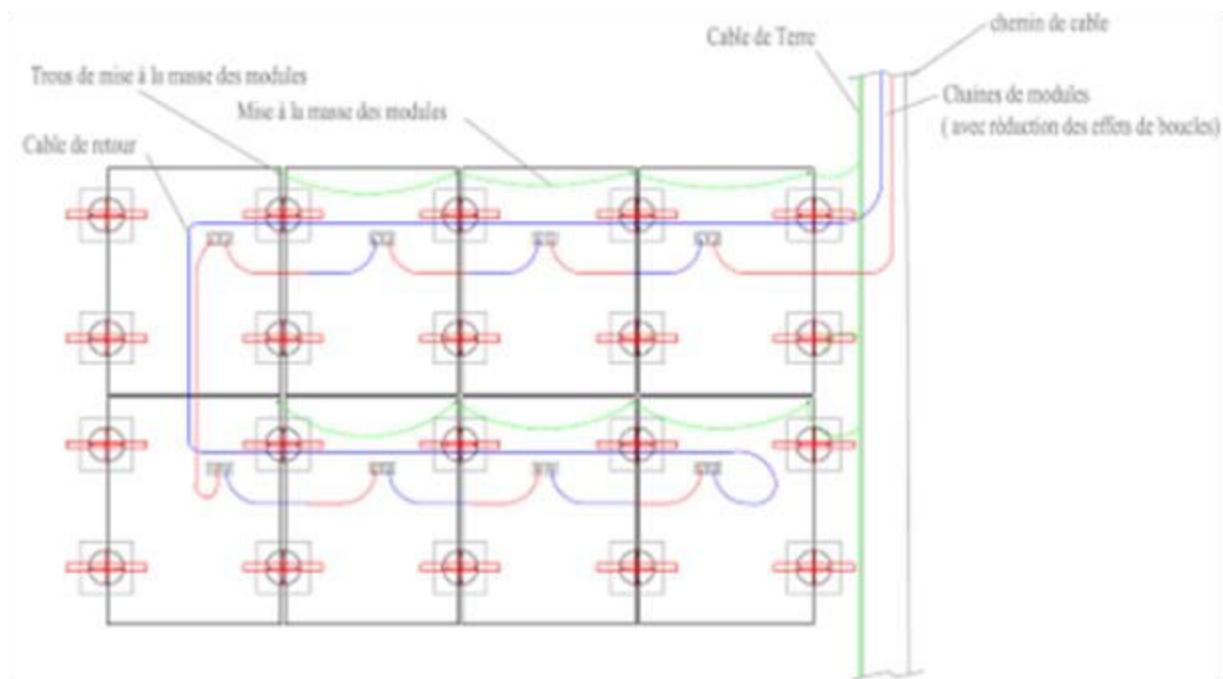 chemin de cable
Cable de Terre
Trous de mise à la masse des modules
Mise à la masse des modules
Chaines de modules
( avec réduction des effets de boucles)
Cable de retour